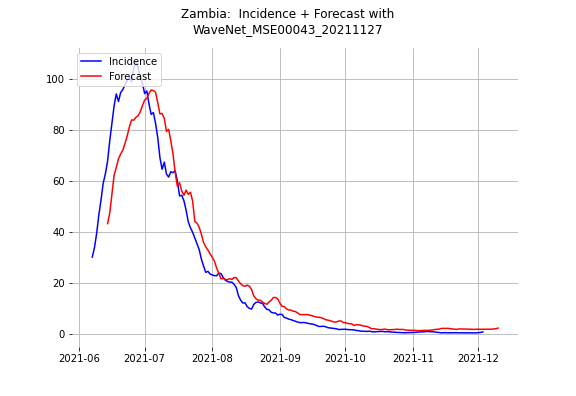 Zambia:  Incidence + Forecast with
WaveNet_MSE00043_20211127
Incidence
Forecast
100
80
60
40
20
0
2021-06 2021-07 2021-08 2021-09 2021-10 2021-11 2021-12